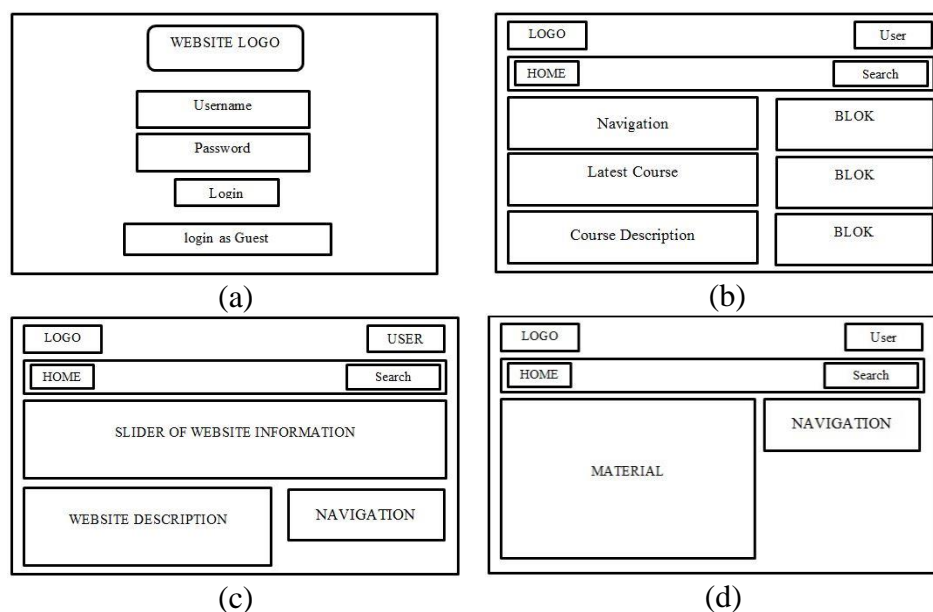 WEBSITE LOGO
Username
Password
Login
login as Guest
(a)
LOGO
User
HOME
Search
Navigation
BLOK
Latest Course
BLOK
Course Description
BLOK
(b)
LOGO
USER
HOME
Search
SLIDER OF WEBSITE INFORMATION
WEBSITE DESCRIPTION
NAVIGATION
(c)
LOGO
User
HOME
Search
MATERIAL
NAVIGATION
(d)